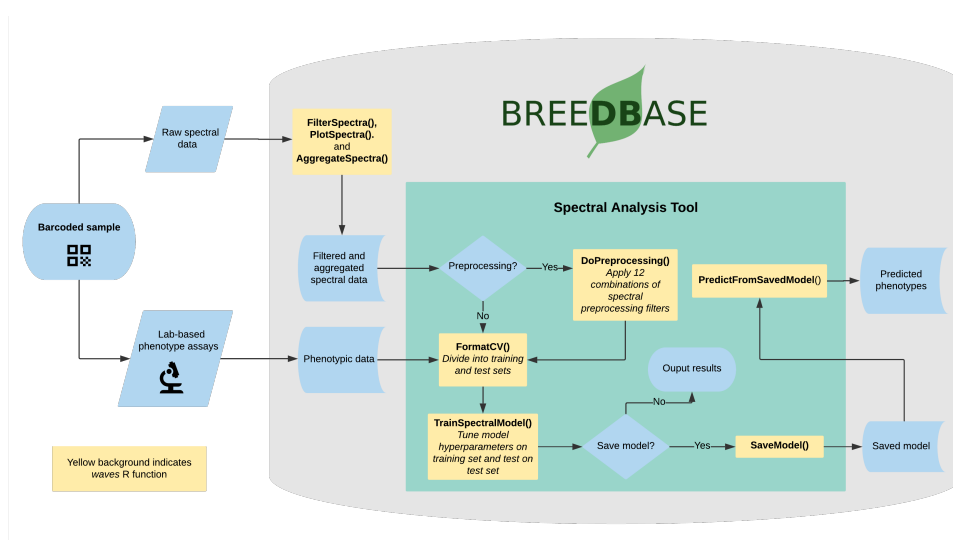 BREEDBASE
Raw spectral
data
FilterSpectra(),
PlotSpectra().
and
AggregateSpectra()
Barcoded sample
Spectral Analysis Tool
Filtered and
aggregated
spectral data
Preprocessing?
Yes
DoPreprocessing()
Apply 12
combinations of
spectral
preprocessing filters
PredictFromSavedModel()
Predicted
phenotypes
No
Lab-based
phenotype assays
Phenotypic data
FormatCV()
Divide into training
and test sets
Ouput results
No
TrainSpectralModel()
Tune model
hyperparameters on
training set and test on
test set
Save model?
Yes
SaveModel()
Saved model
Yellow background indicates
waves R function